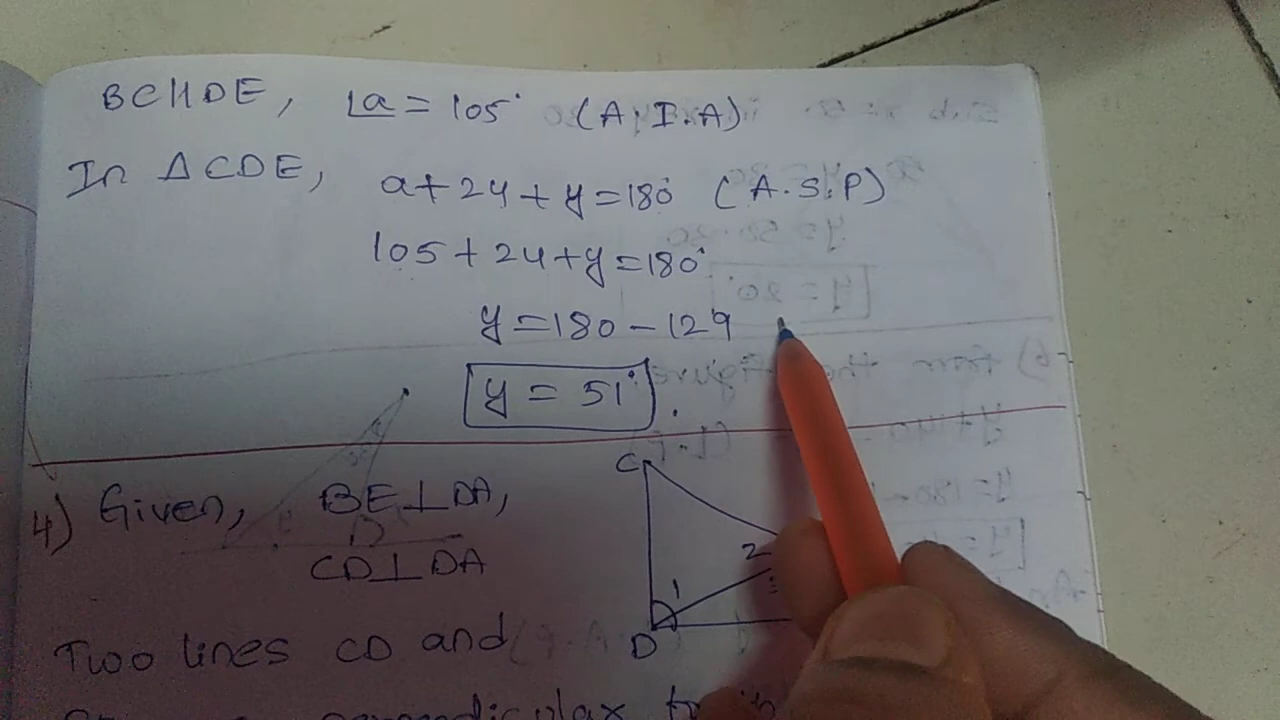 BC||DE, ∠a = 105° (A.I.A)
In ΔCDE, a+24+y=180° (A.S.P)
105+24+y=180°
y=180-129
y = 51°.
4) Given, BE⊥DA,
CD⊥DA
C
2
1
D
Two lines CD and
perpendicular